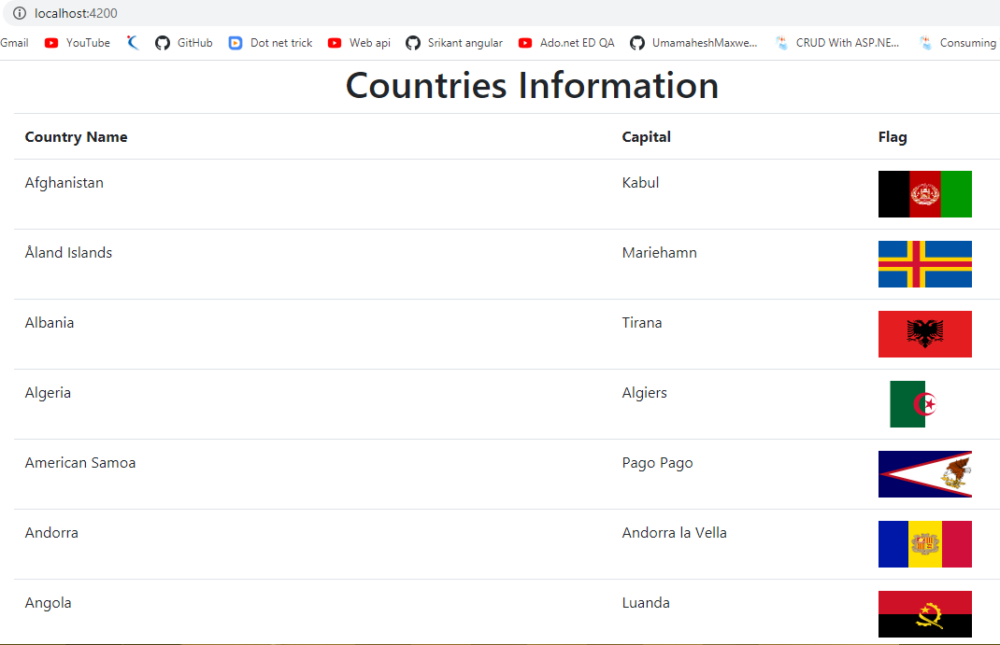 localhost:4200
Gmail YouTube GitHub Dot net trick Web api Srikant angular Ado.net ED QA UmamaheshMaxwe... CRUD With ASP.NE... Consuming
Countries Information
Country Name Capital Flag
Afghanistan Kabul
Åland Islands Mariehamn
Albania Tirana
Algeria Algiers
American Samoa Pago Pago
Andorra Andorra la Vella
Angola Luanda